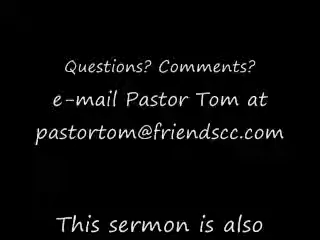 Questions? Comments?
e-mail Pastor Tom at
pastortom@friendscc.com
This sermon is also